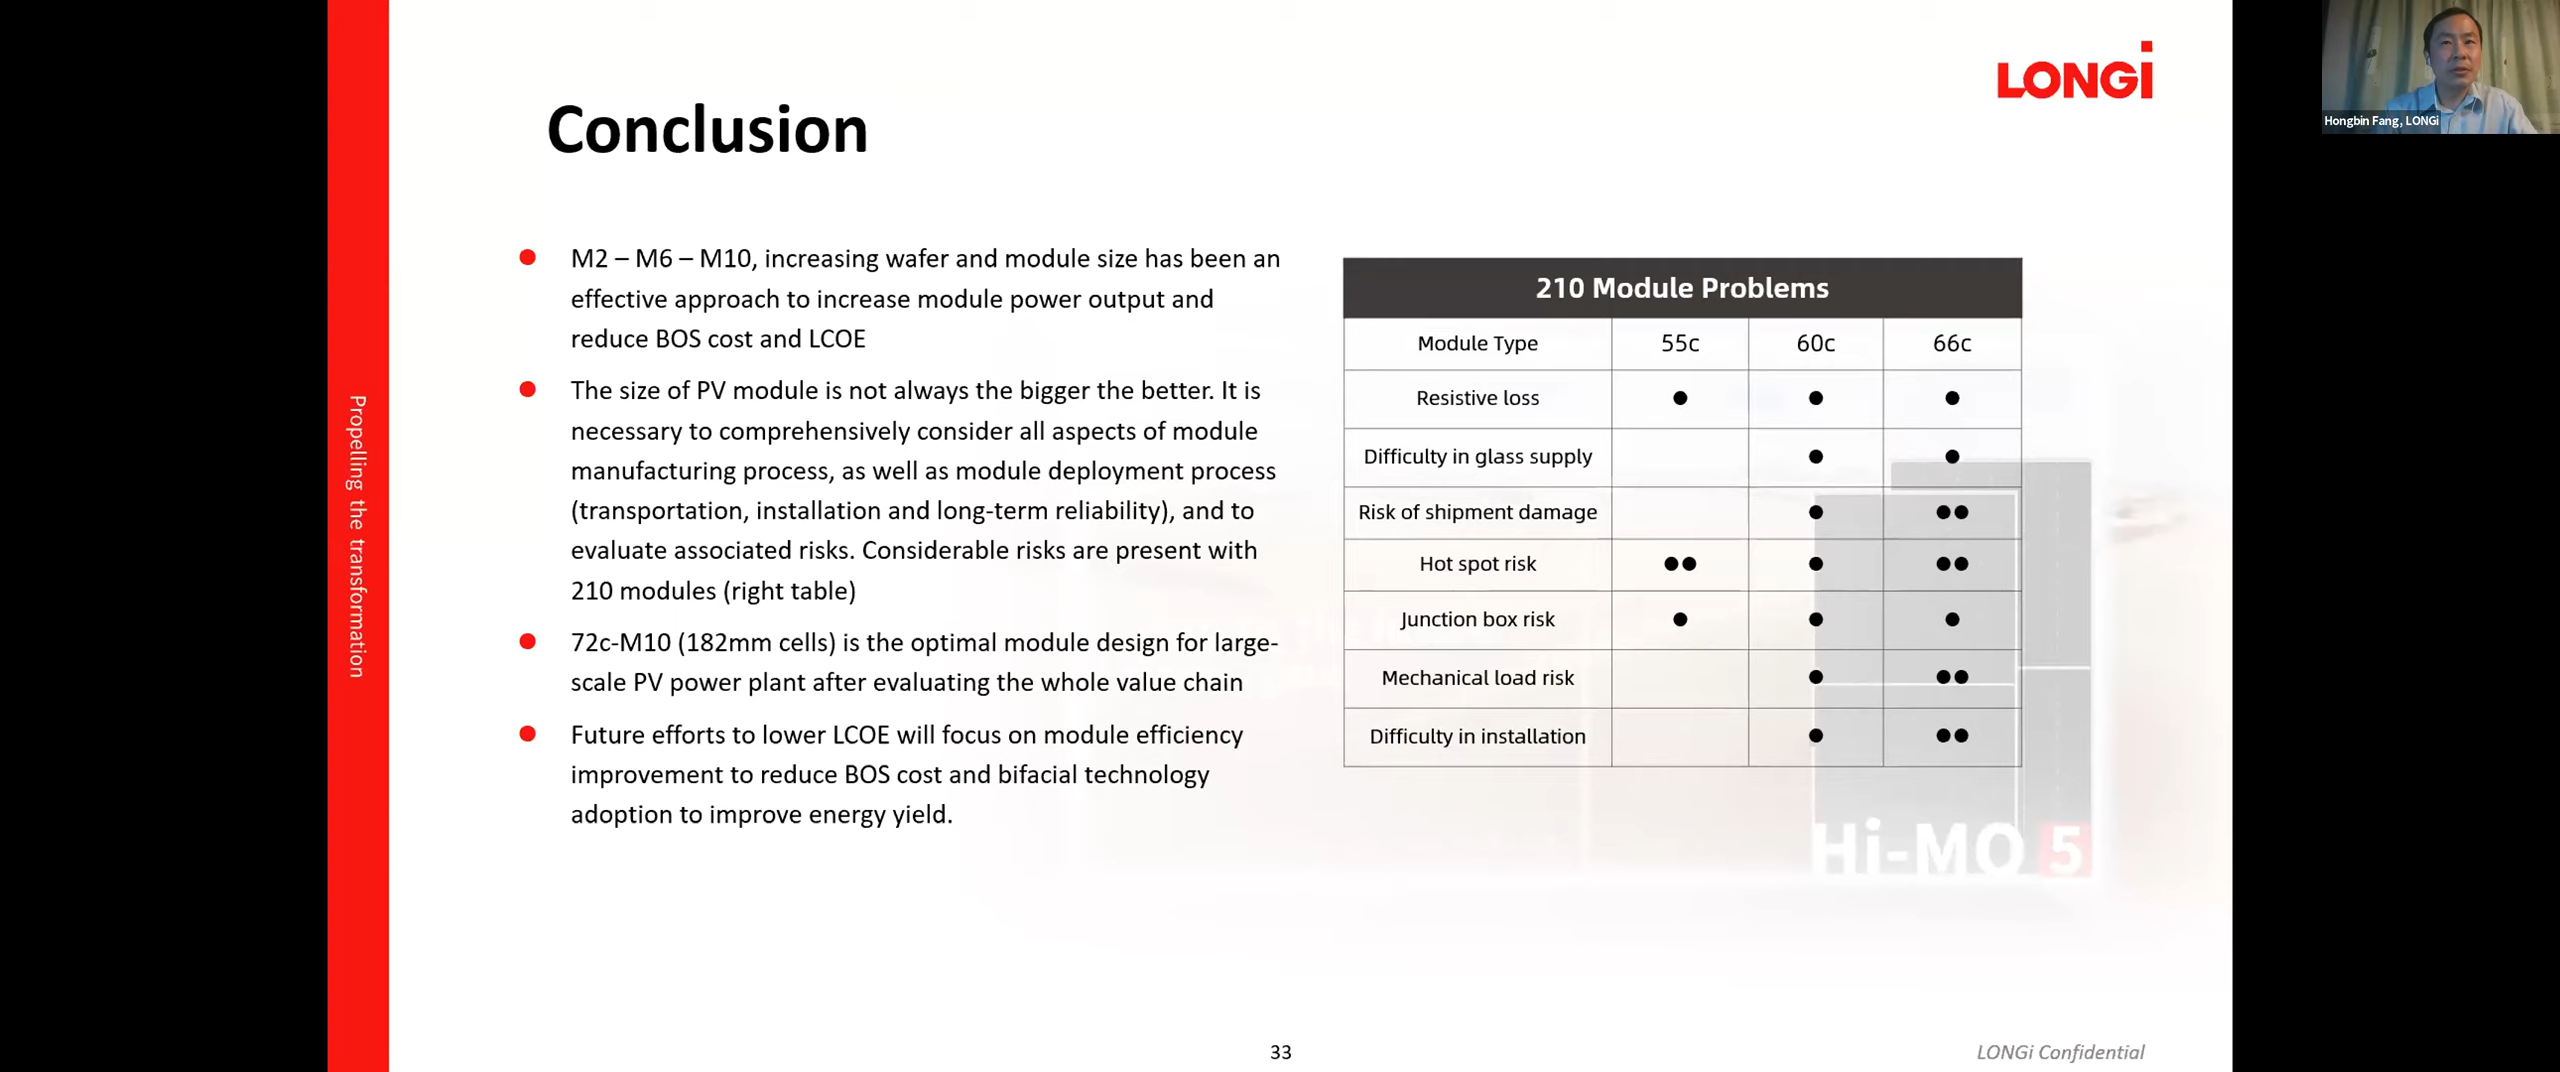 LONGi
Hongbin Fang, LONGi
Conclusion
Propelling the transformation
M2 – M6 – M10, increasing wafer and module size has been an
effective approach to increase module power output and
reduce BOS cost and LCOE
The size of PV module is not always the bigger the better. It is
necessary to comprehensively consider all aspects of module
manufacturing process, as well as module deployment process
(transportation, installation and long-term reliability), and to
evaluate associated risks. Considerable risks are present with
210 modules (right table)
72c-M10 (182mm cells) is the optimal module design for large-
scale PV power plant after evaluating the whole value chain
Future efforts to lower LCOE will focus on module efficiency
improvement to reduce BOS cost and bifacial technology
adoption to improve energy yield.
210 Module Problems
Module Type 55c 60c 66c
Resistive loss ● ● ●
Difficulty in glass supply ● ●
Risk of shipment damage ● ●●
Hot spot risk ●● ● ●●
Junction box risk ● ● ●
Mechanical load risk ● ●●
Difficulty in installation ● ●●
Hi-MO 5
33
LONGi Confidential